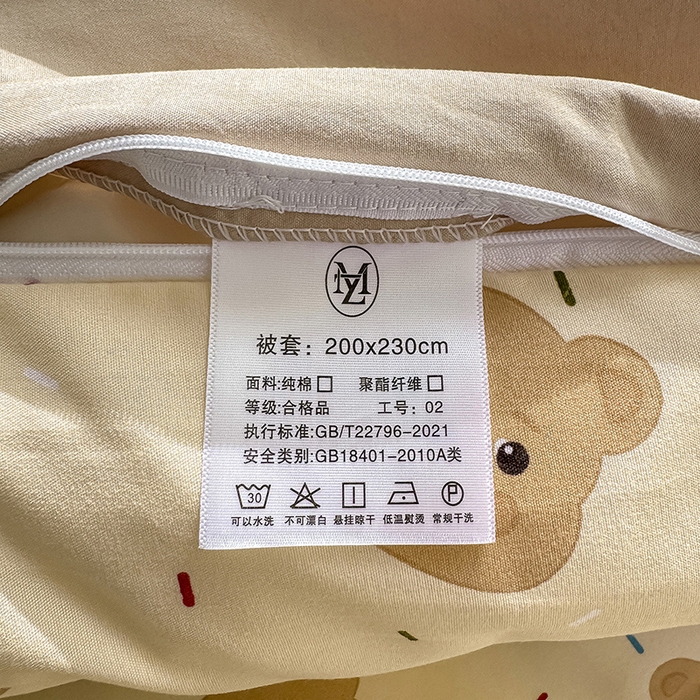 MYZ
被套：200x230cm
面料:纯棉□ 聚酯纤维□
等级:合格品 工号：02
执行标准:GB/T22796-2021
安全类别:GB18401-2010A类
30 P
可以水洗 不可漂白 悬挂晾干 低温熨烫 常规干洗